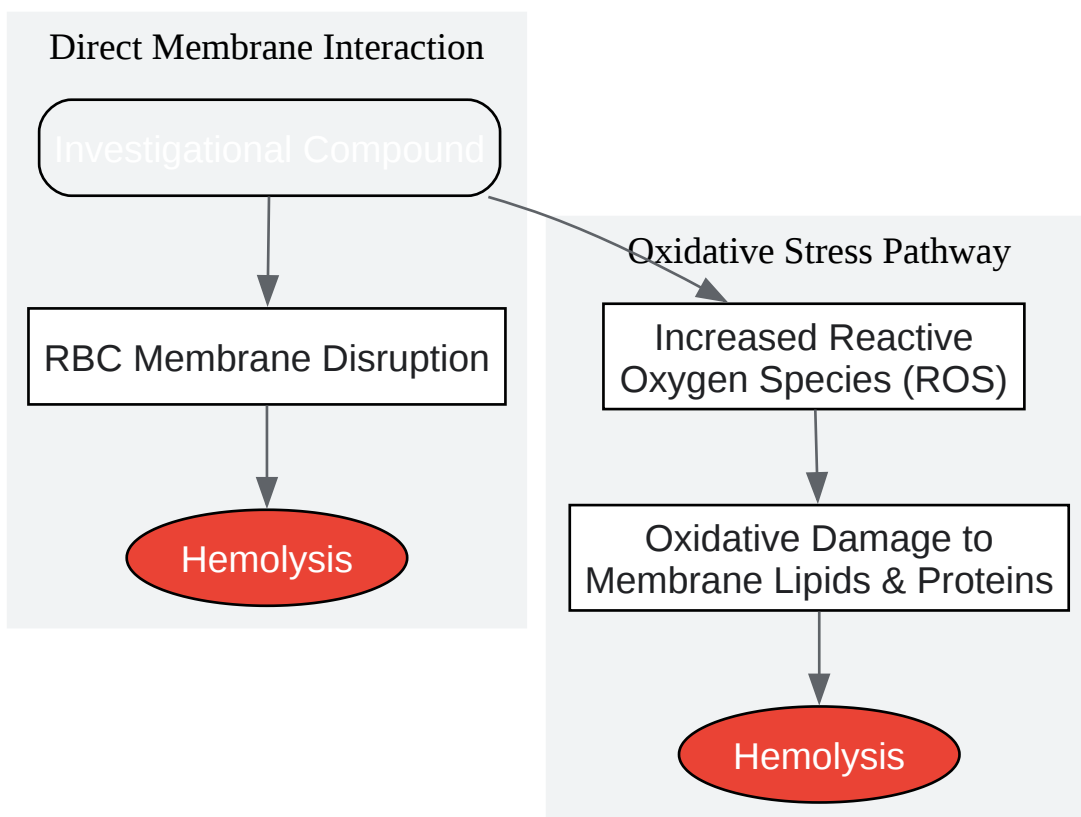 Direct Membrane Interaction
Investigational Compound
RBC Membrane Disruption
Hemolysis
Oxidative Stress Pathway
Increased Reactive
Oxygen Species (ROS)
Oxidative Damage to
Membrane Lipids & Proteins
Hemolysis